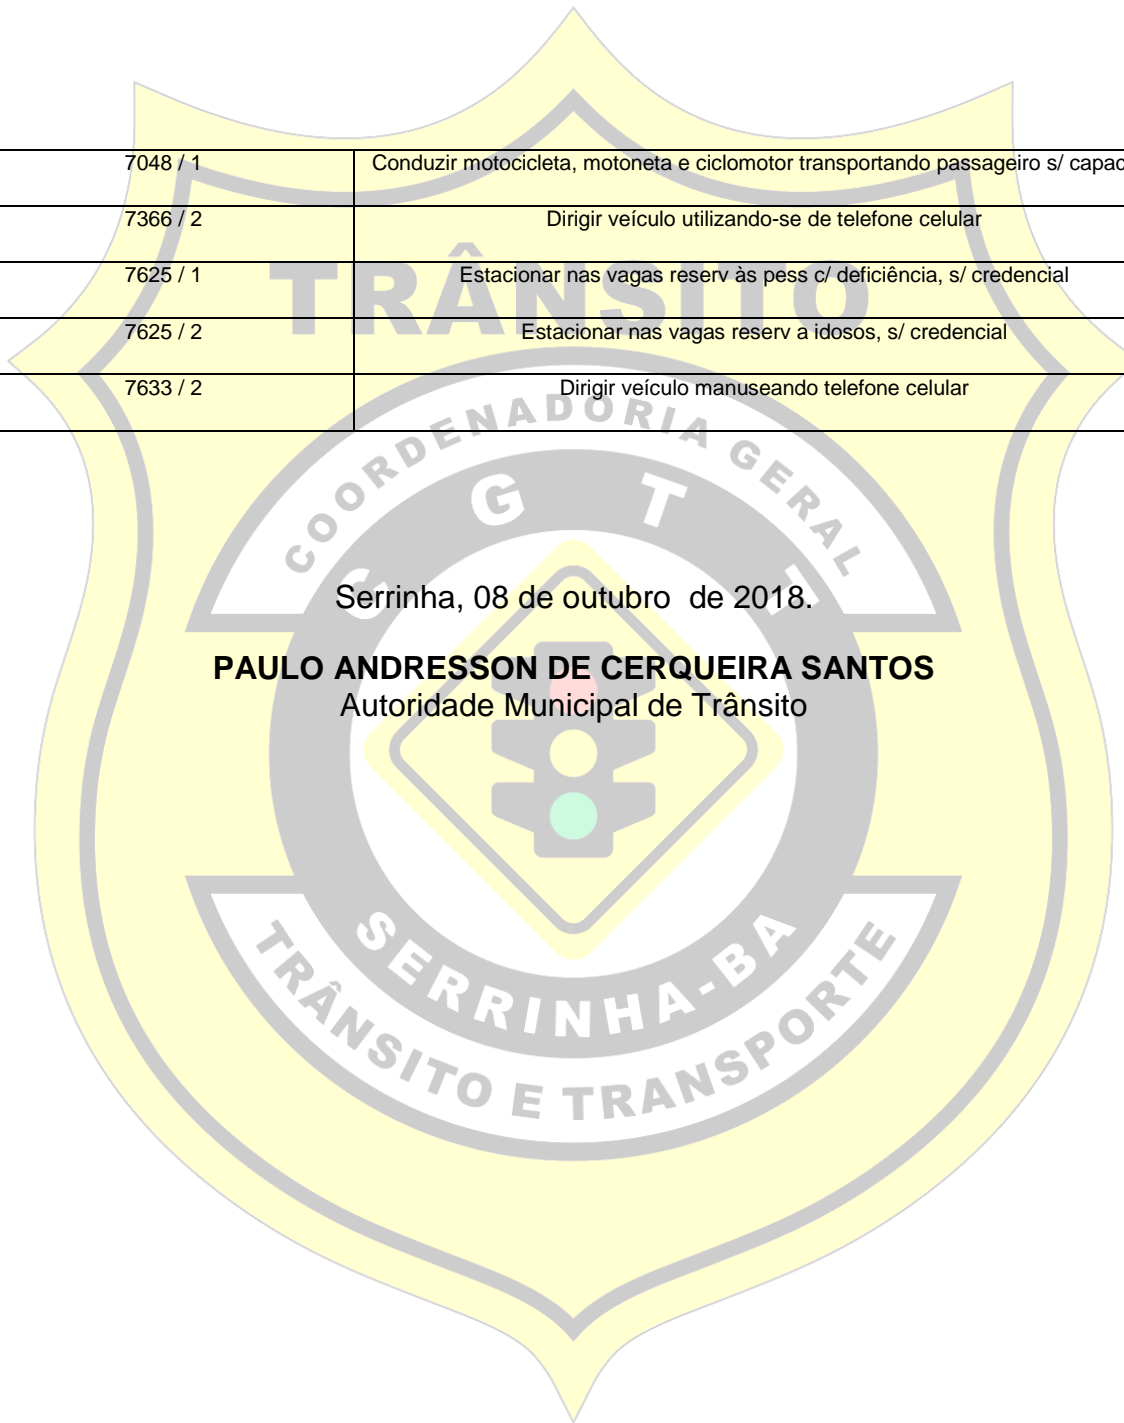 7048 / 1 Conduzir motocicleta, motoneta e ciclomotor transportando passageiro s/ capac
7366 / 2 Dirigir veículo utilizando-se de telefone celular
TRÂNSITO
7625 / 1 Estacionar nas vagas reserv às pess c/ deficiência, s/ credencial
7625 / 2 Estacionar nas vagas reserv a idosos, s/ credencial
7633 / 2 Dirigir veículo manuseando telefone celular
COORDENADORIA GERAL
C G T T
Serrinha, 08 de outubro de 2018.
PAULO ANDRESSON DE CERQUEIRA SANTOS
Autoridade Municipal de Trânsito
SERRINHA-BA
TRÂNSITO E TRANSPORTE